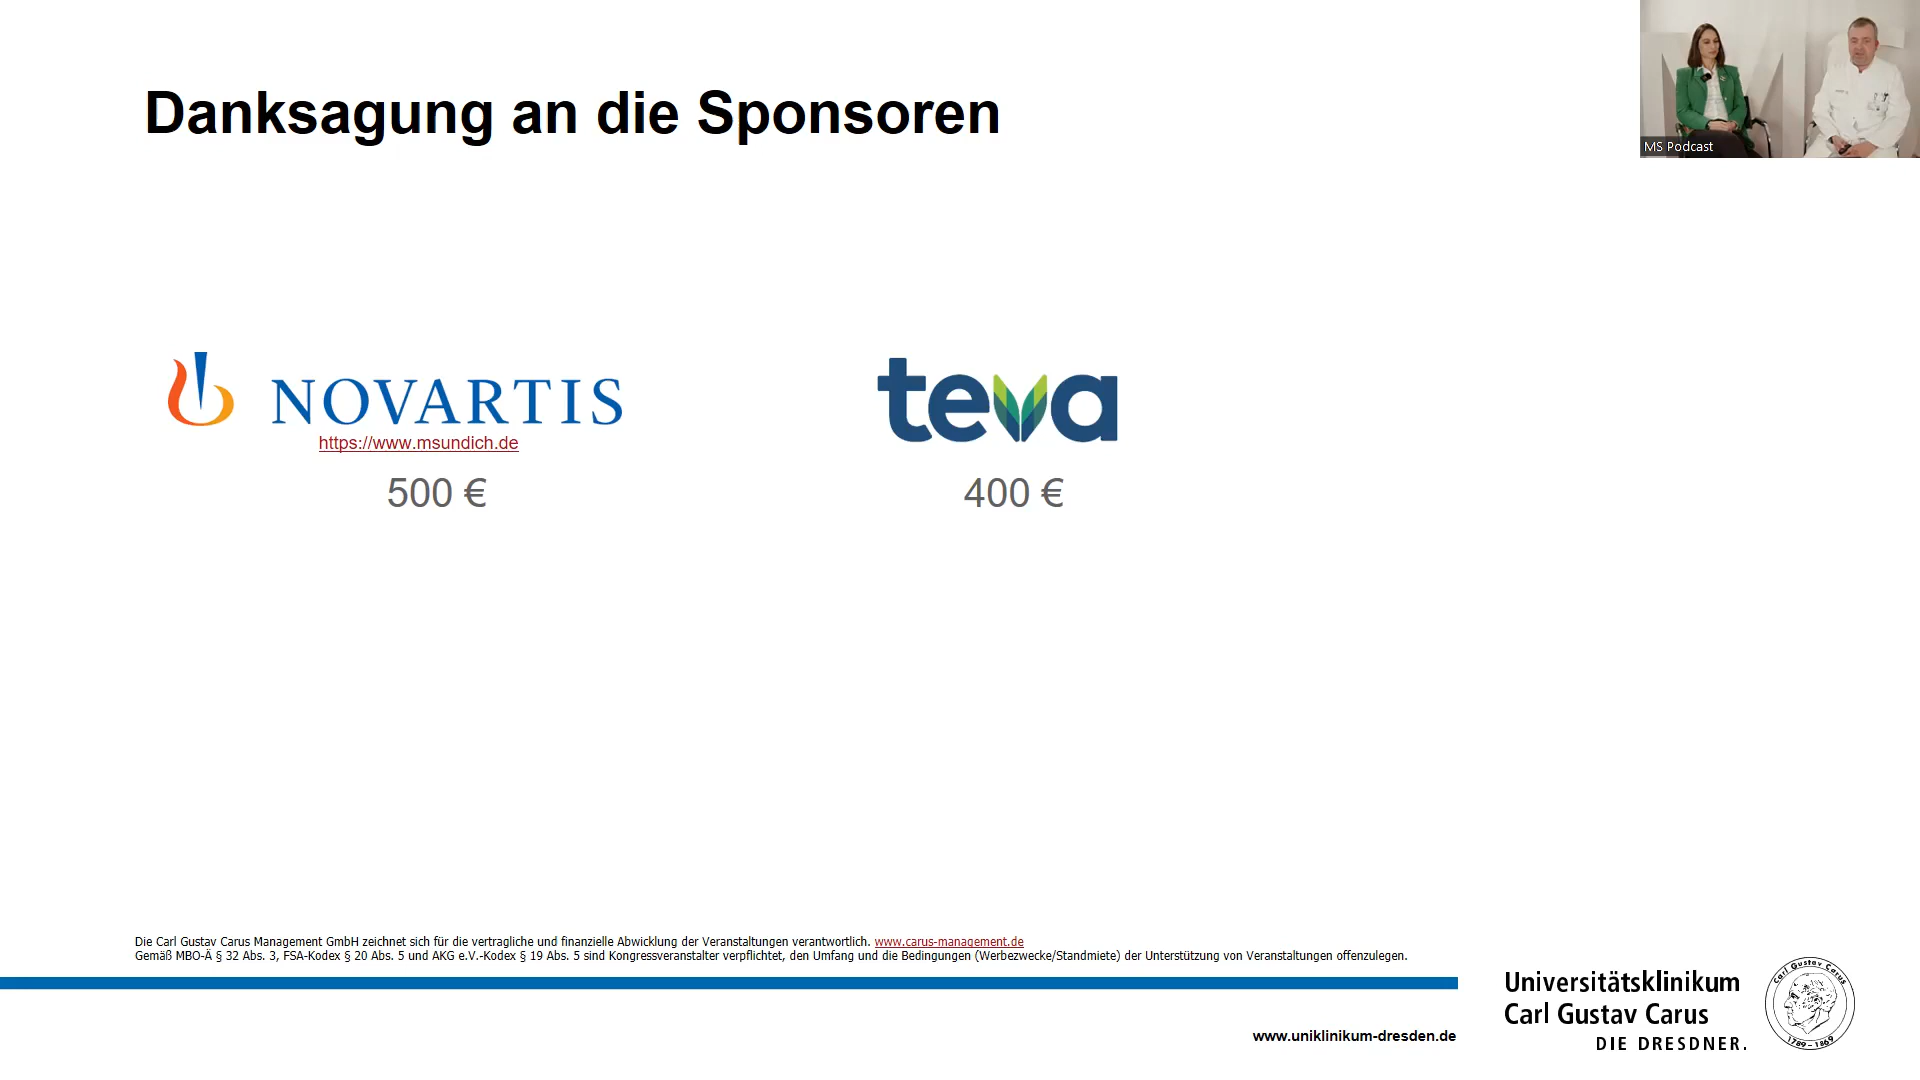 Danksagung an die Sponsoren
MS Podcast
NOVARTIS
https://www.msundich.de
500 €
teva
400 €
Die Carl Gustav Carus Management GmbH zeichnet sich für die vertragliche und finanzielle Abwicklung der Veranstaltungen verantwortlich. www.carus-management.de
Gemäß MBO-Ä § 32 Abs. 3, FSA-Kodex § 20 Abs. 5 und AKG e.V.-Kodex § 19 Abs. 5 sind Kongressveranstalter verpflichtet, den Umfang und die Bedingungen (Werbezwecke/Standmiete) der Unterstützung von Veranstaltungen offenzulegen.
www.uniklinikum-dresden.de
Universitätsklinikum
Carl Gustav Carus
DIE DRESDNER.
Carl Gustav Carus
1789-1869